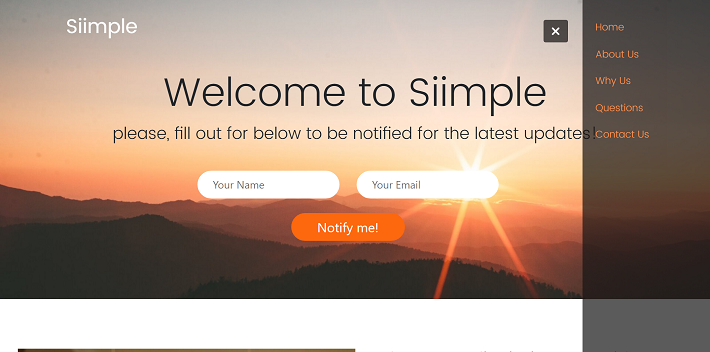 Siimple
×
Home
About Us
Why Us
Questions
Contact Us
Welcome to Siimple
please, fill out for below to be notified for the latest updates!
Your Name
Your Email
Notify me!